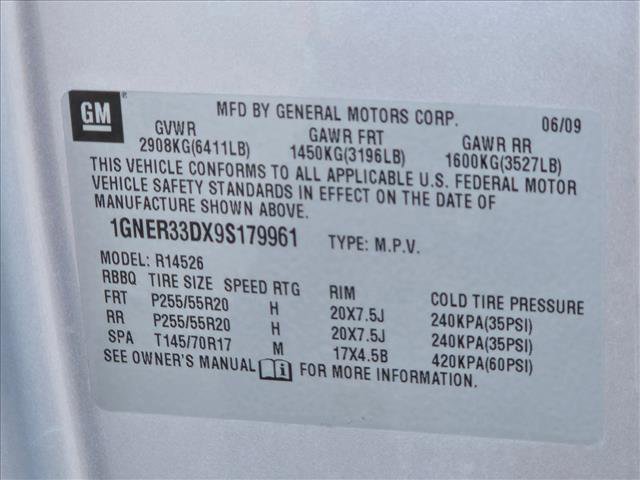 GM ® MFD BY GENERAL MOTORS CORP. 06/09
GVWR GAWR FRT GAWR RR
2908KG(6411LB) 1450KG(3196LB) 1600KG(3527LB)
THIS VEHICLE CONFORMS TO ALL APPLICABLE U.S. FEDERAL MOTOR
VEHICLE SAFETY STANDARDS IN EFFECT ON THE DATE OF
MANUFACTURE SHOWN ABOVE.
1GNER33DX9S179961 TYPE: M.P.V.
MODEL: R14526
RBBQ TIRE SIZE SPEED RTG RIM COLD TIRE PRESSURE
FRT P255/55R20 H 20X7.5J 240KPA(35PSI)
RR P255/55R20 H 20X7.5J 240KPA(35PSI)
SPA T145/70R17 M 17X4.5B 420KPA(60PSI)
SEE OWNER'S MANUAL i FOR MORE INFORMATION.